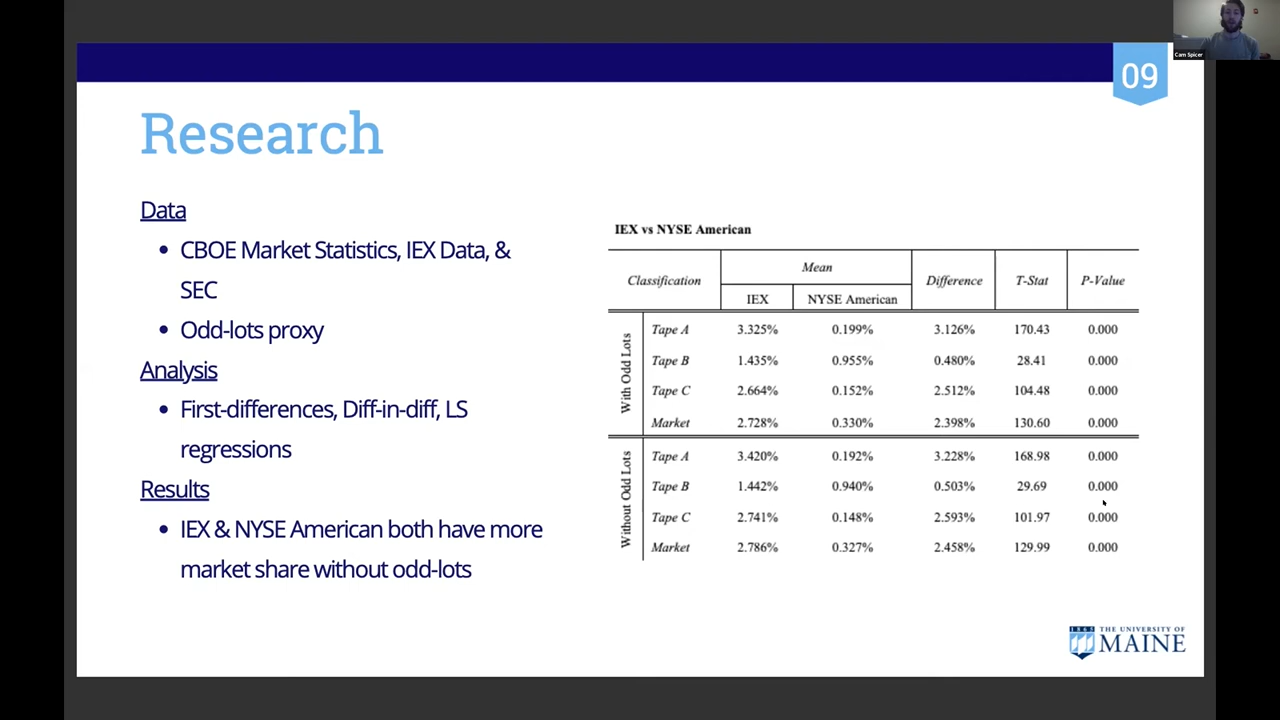 Cam Spicer
09
Research
Data
• CBOE Market Statistics, IEX Data, &
SEC
• Odd-lots proxy
Analysis
• First-differences, Diff-in-diff, LS
regressions
Results
• IEX & NYSE American both have more
market share without odd-lots
IEX vs NYSE American
Classification Mean Difference T-Stat P-Value
IEX NYSE American
With Odd Lots
Tape A 3.325% 0.199% 3.126% 170.43 0.000
Tape B 1.435% 0.955% 0.480% 28.41 0.000
Tape C 2.664% 0.152% 2.512% 104.48 0.000
Market 2.728% 0.330% 2.398% 130.60 0.000
Without Odd Lots
Tape A 3.420% 0.192% 3.228% 168.98 0.000
Tape B 1.442% 0.940% 0.503% 29.69 0.000
Tape C 2.741% 0.148% 2.593% 101.97 0.000
Market 2.786% 0.327% 2.458% 129.99 0.000
1865 THE UNIVERSITY OF
MAINE